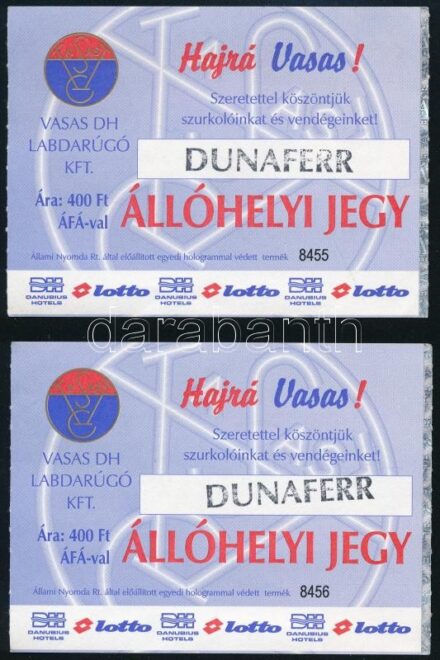 Hajrá Vasas!
Szeretettel köszöntjük
szurkolóinkat és vendégeinket!
VASAS DH
LABDARÚGÓ
KFT.
DUNAFERR
Ára: 400 Ft
ÁFÁ-val
ÁLLÓHELYI JEGY
Állami Nyomda Rt. által előállított egyedi hologrammal védett termék 8455
DANUBIUS HOTELS lotto DANUBIUS HOTELS lotto DANUBIUS HOTELS lotto
darabanth
Hajrá Vasas!
Szeretettel köszöntjük
szurkolóinkat és vendégeinket!
VASAS DH
LABDARÚGÓ
KFT.
DUNAFERR
Ára: 400 Ft
ÁFÁ-val
ÁLLÓHELYI JEGY
Állami Nyomda Rt. által előállított egyedi hologrammal védett termék 8456
DANUBIUS HOTELS lotto DANUBIUS HOTELS lotto DANUBIUS HOTELS lotto